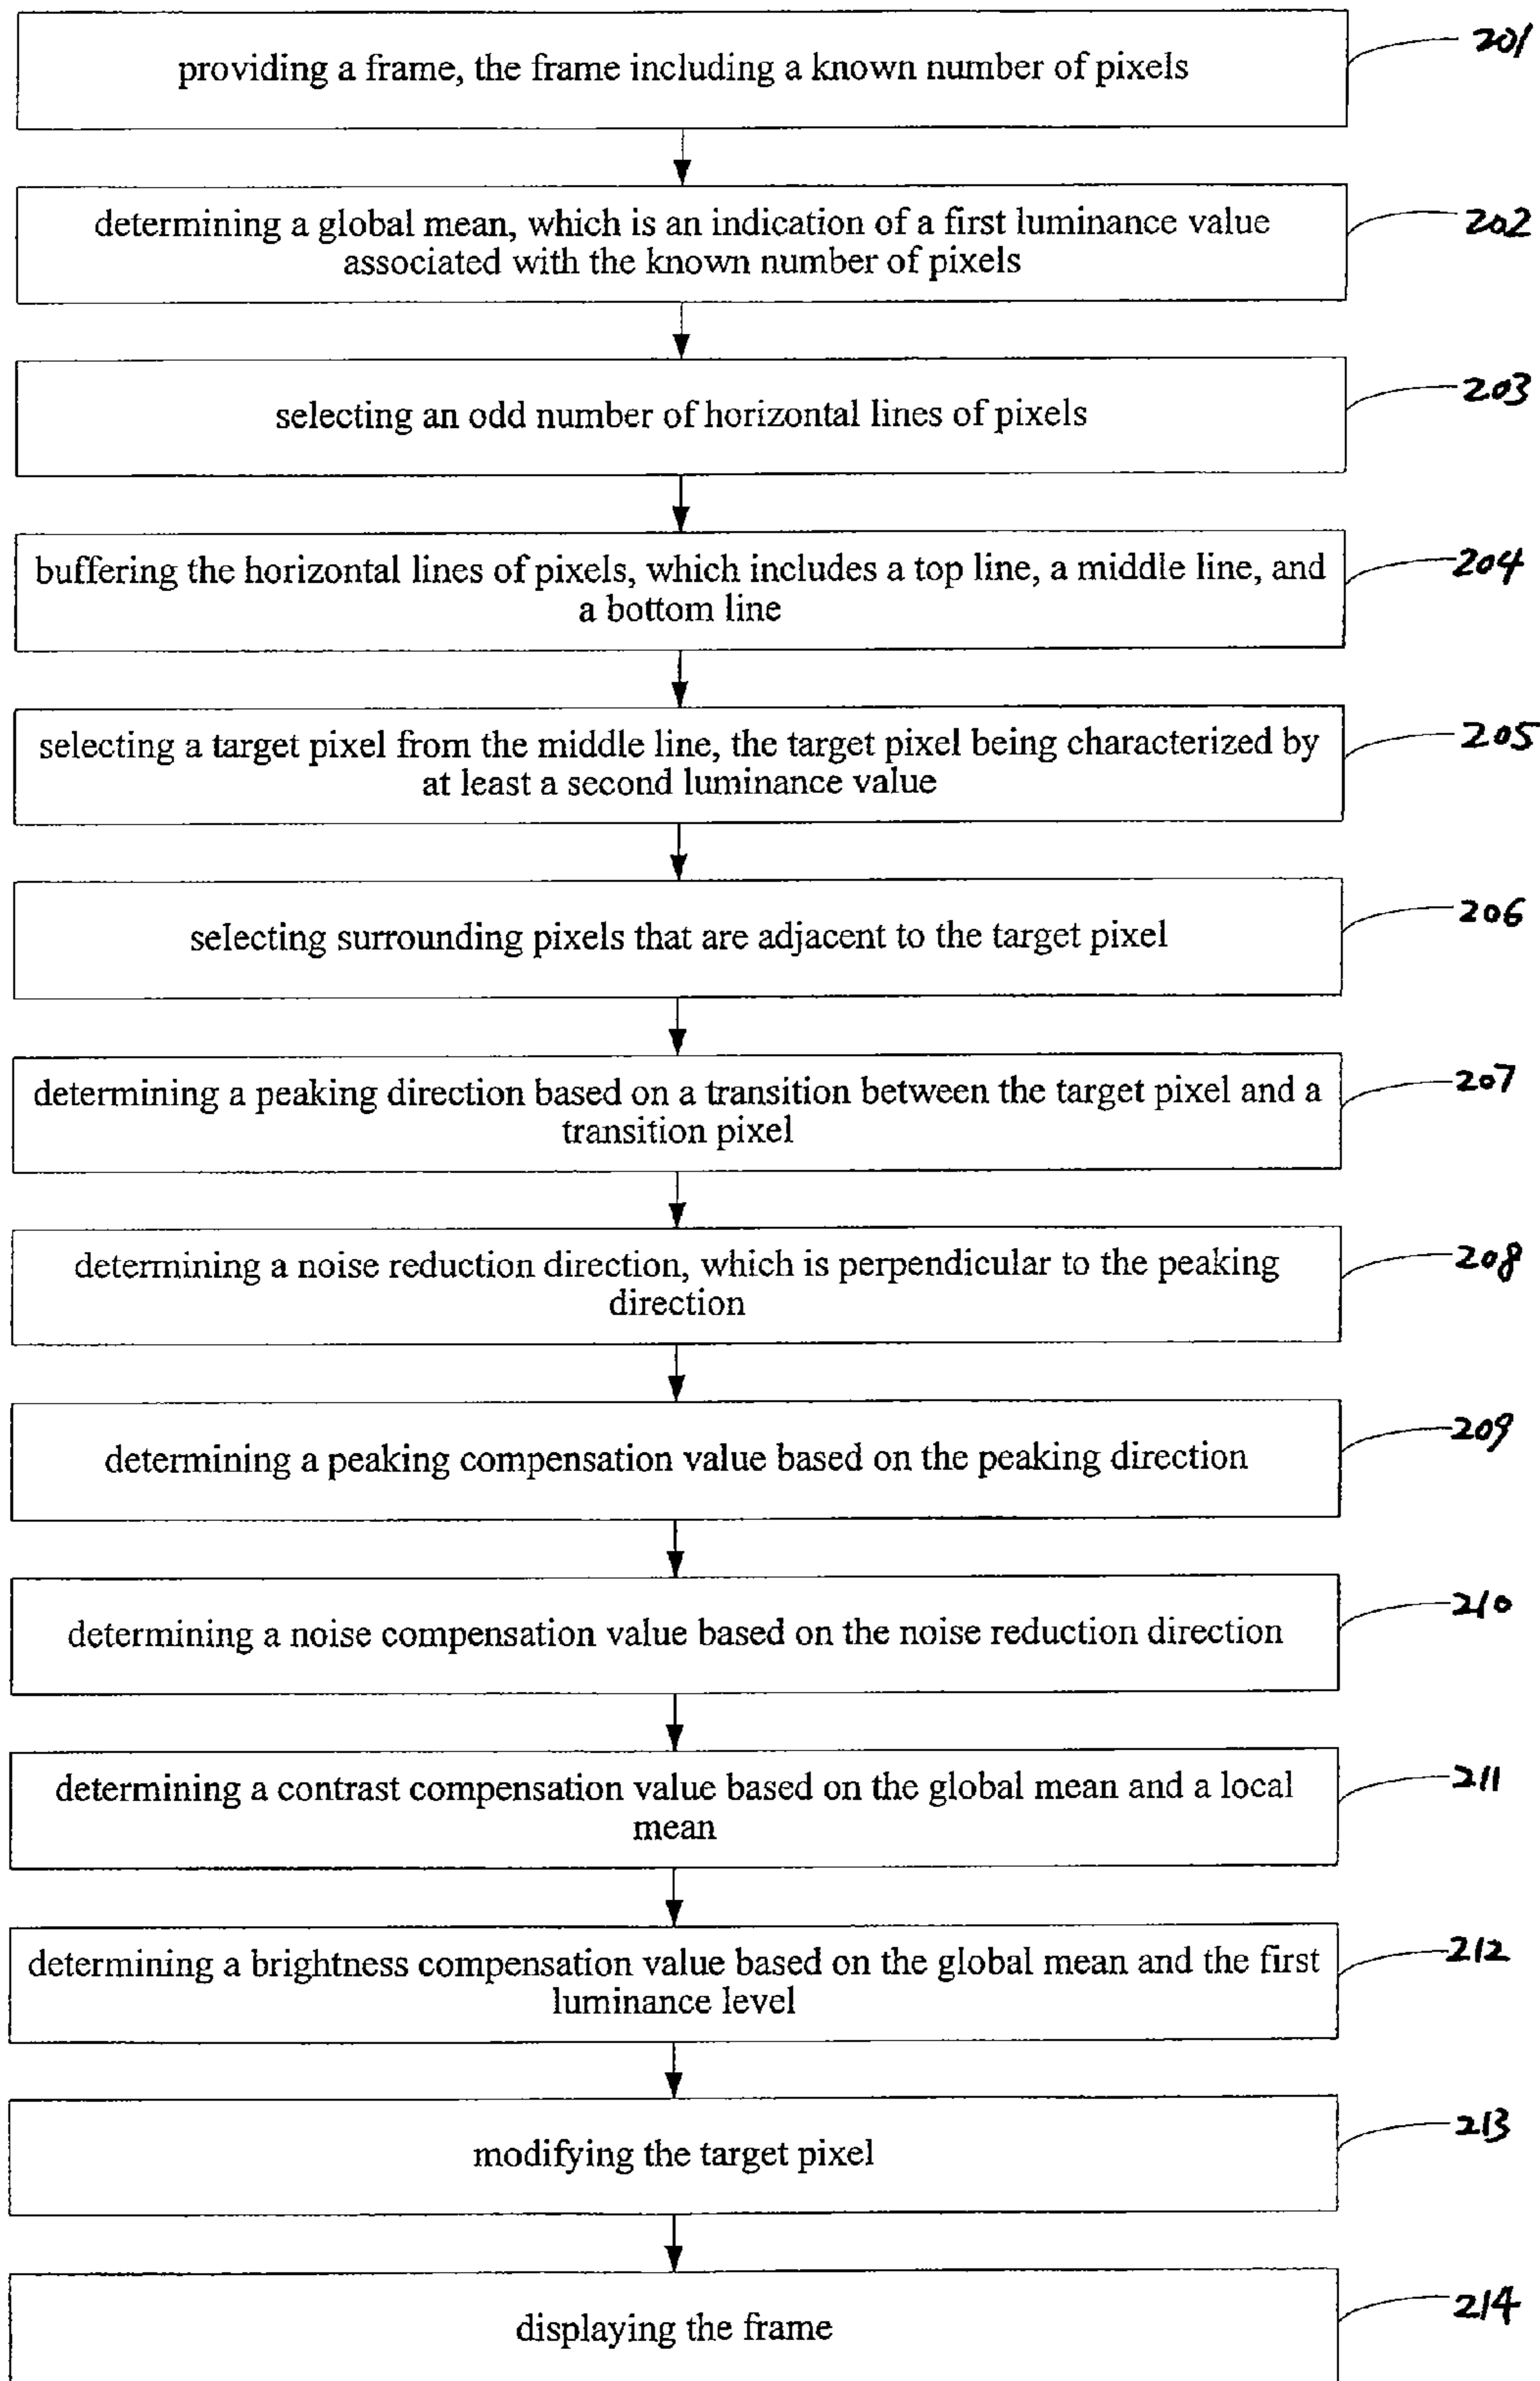 providing a frame, the frame including a known number of pixels
201
determining a global mean, which is an indication of a first luminance value
associated with the known number of pixels
202
selecting an odd number of horizontal lines of pixels
203
buffering the horizontal lines of pixels, which includes a top line, a middle line, and
a bottom line
204
selecting a target pixel from the middle line, the target pixel being characterized by
at least a second luminance value
205
selecting surrounding pixels that are adjacent to the target pixel
206
determining a peaking direction based on a transition between the target pixel and a
transition pixel
207
determining a noise reduction direction, which is perpendicular to the peaking
direction
208
determining a peaking compensation value based on the peaking direction
209
determining a noise compensation value based on the noise reduction direction
210
determining a contrast compensation value based on the global mean and a local
mean
211
determining a brightness compensation value based on the global mean and the first
luminance level
212
modifying the target pixel
213
displaying the frame
214